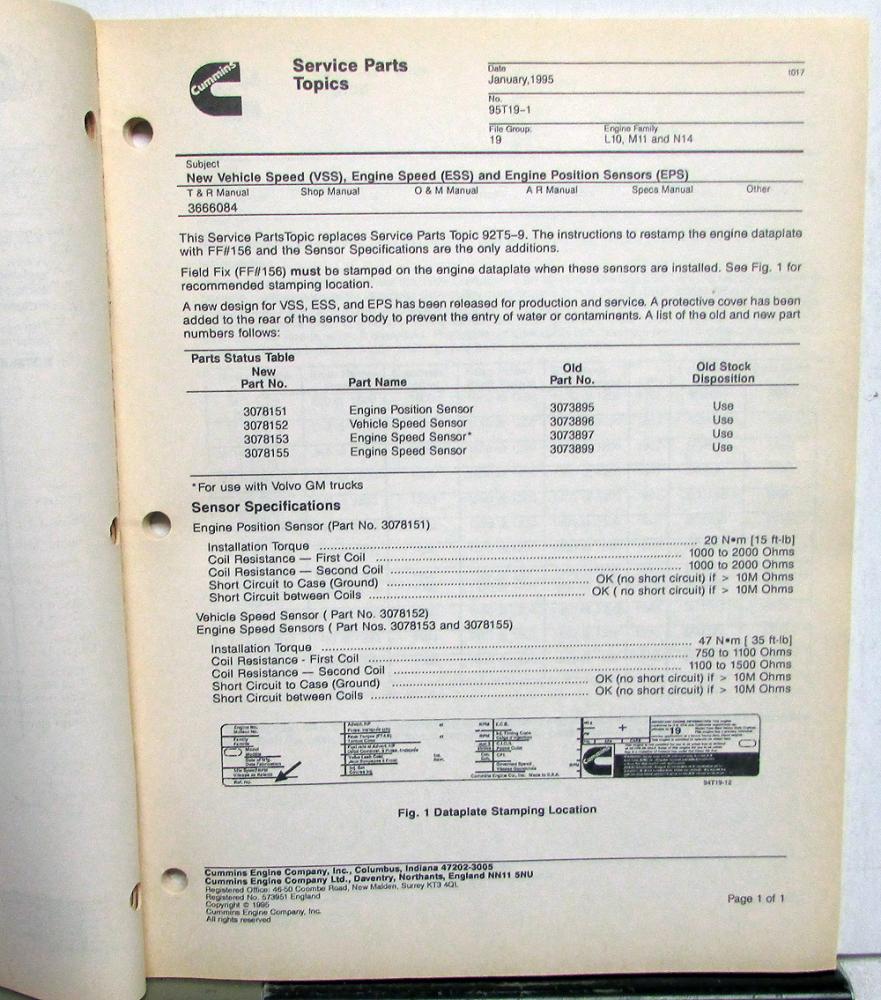 Cummins
Service Parts
Topics
Date
January,1995
1017
No.
95T19-1
File Group:
Engine Family
19
L10, M11 and N14
Subject
New Vehicle Speed (VSS), Engine Speed (ESS) and Engine Position Sensors (EPS)
T & R Manual Shop Manual O & M Manual A R Manual Specs Manual Other
3666084
This Service PartsTopic replaces Service Parts Topic 92T5-9. The instructions to restamp the engine dataplate
with FF#156 and the Sensor Specifications are the only additions.
Field Fix (FF#156) must be stamped on the engine dataplate when these sensors are installed. See Fig. 1 for
recommended stamping location.
A new design for VSS, ESS, and EPS has been released for production and service. A protective cover has been
added to the rear of the sensor body to prevent the entry of water or contaminents. A list of the old and new part
numbers follows:
Parts Status Table
New Old Old Stock
Part No. Part Name Part No. Disposition
3078151 Engine Position Sensor 3073895 Use
3078152 Vehicle Speed Sensor 3073896 Use
3078153 Engine Speed Sensor* 3073897 Use
3078155 Engine Speed Sensor 3073899 Use
*For use with Volvo GM trucks
Sensor Specifications
Engine Position Sensor (Part No. 3078151)
Installation Torque ........ 20 N•m [15 ft-lb]
Coil Resistance — First Coil ........ 1000 to 2000 Ohms
Coil Resistance — Second Coil ........ 1000 to 2000 Ohms
Short Circuit to Case (Ground) ........ OK (no short circuit) if > 10M Ohms
Short Circuit between Coils ........ OK ( no short circuit) if > 10M Ohms
Vehicle Speed Sensor ( Part No. 3078152)
Engine Speed Sensors ( Part Nos. 3078153 and 3078155)
Installation Torque ........ 47 N•m [ 35 ft-lb]
Coil Resistance - First Coil ........ 750 to 1100 Ohms
Coil Resistance — Second Coil ........ 1100 to 1500 Ohms
Short Circuit to Case (Ground) ........ OK (no short circuit) if > 10M Ohms
Short Circuit between Coils ........ OK (no short circuit) if > 10M Ohms
Engine No.
Family
Ref. No.
19
Cummins
94T19-12
Fig. 1 Dataplate Stamping Location
Cummins Engine Company, Inc., Columbus, Indiana 47202-3005
Cummins Engine Company Ltd., Daventry, Northants, England NN11 5NU
Registered Office: 46-50 Coombe Road, New Malden, Surrey KT3 4QL
Registered No. 573951 England
Copyright © 1995
Cummins Engine Company, Inc.
All rights reserved
Page 1 of 1